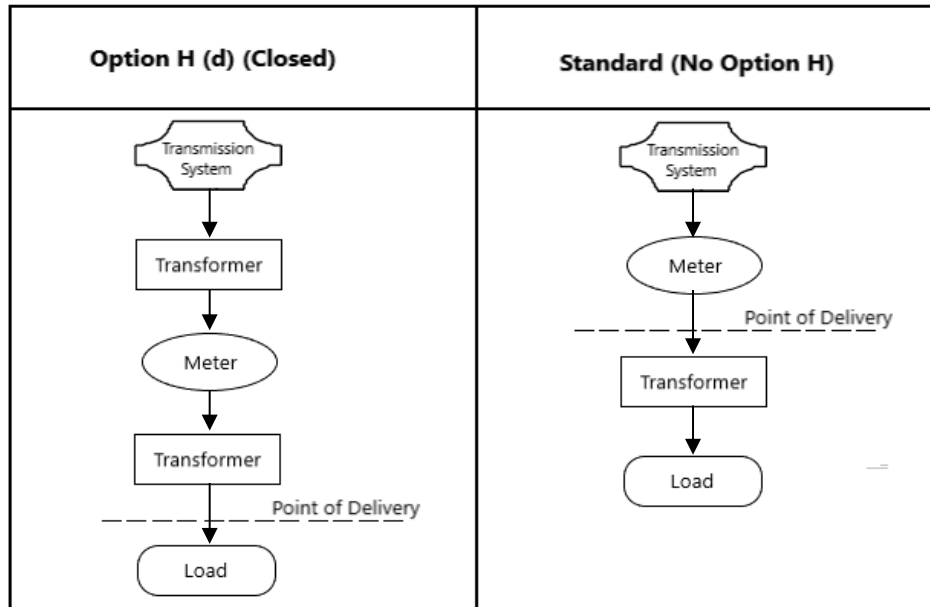 Option H (d) (Closed)
Transmission
System
Transformer
Meter
Transformer
Point of Delivery
Load
Standard (No Option H)
Transmission
System
Meter
Point of Delivery
Transformer
Load